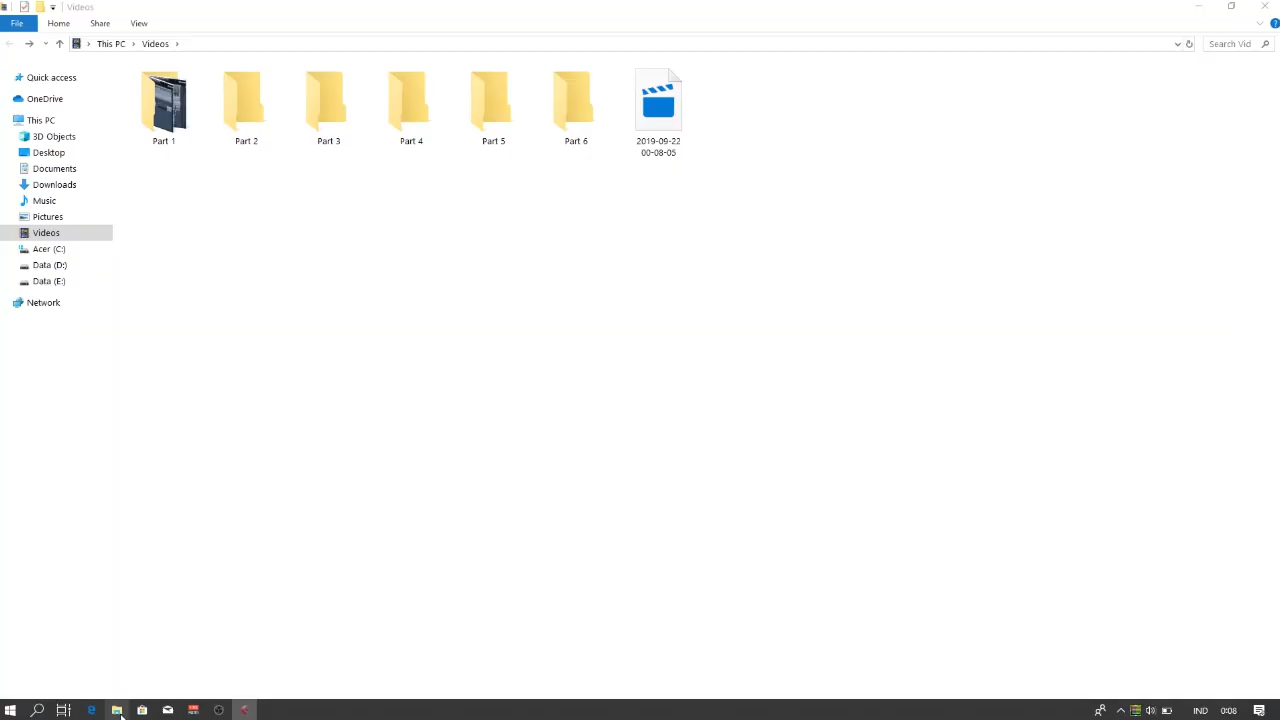 Videos
File Home Share View
This PC Videos
Search Vid
Quick access
OneDrive
This PC
3D Objects
Desktop
Documents
Downloads
Music
Pictures
Videos
Acer (C:)
Data (D:)
Data (E:)
Network
Part 1
Part 2
Part 3
Part 4
Part 5
Part 6
2019-09-22
00-08-05
IND
0:08